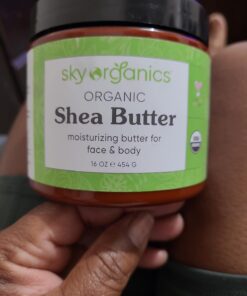 sky organics
ORGANIC
Shea Butter
moisturizing butter for
face & body
16 OZ ℮ 454 G